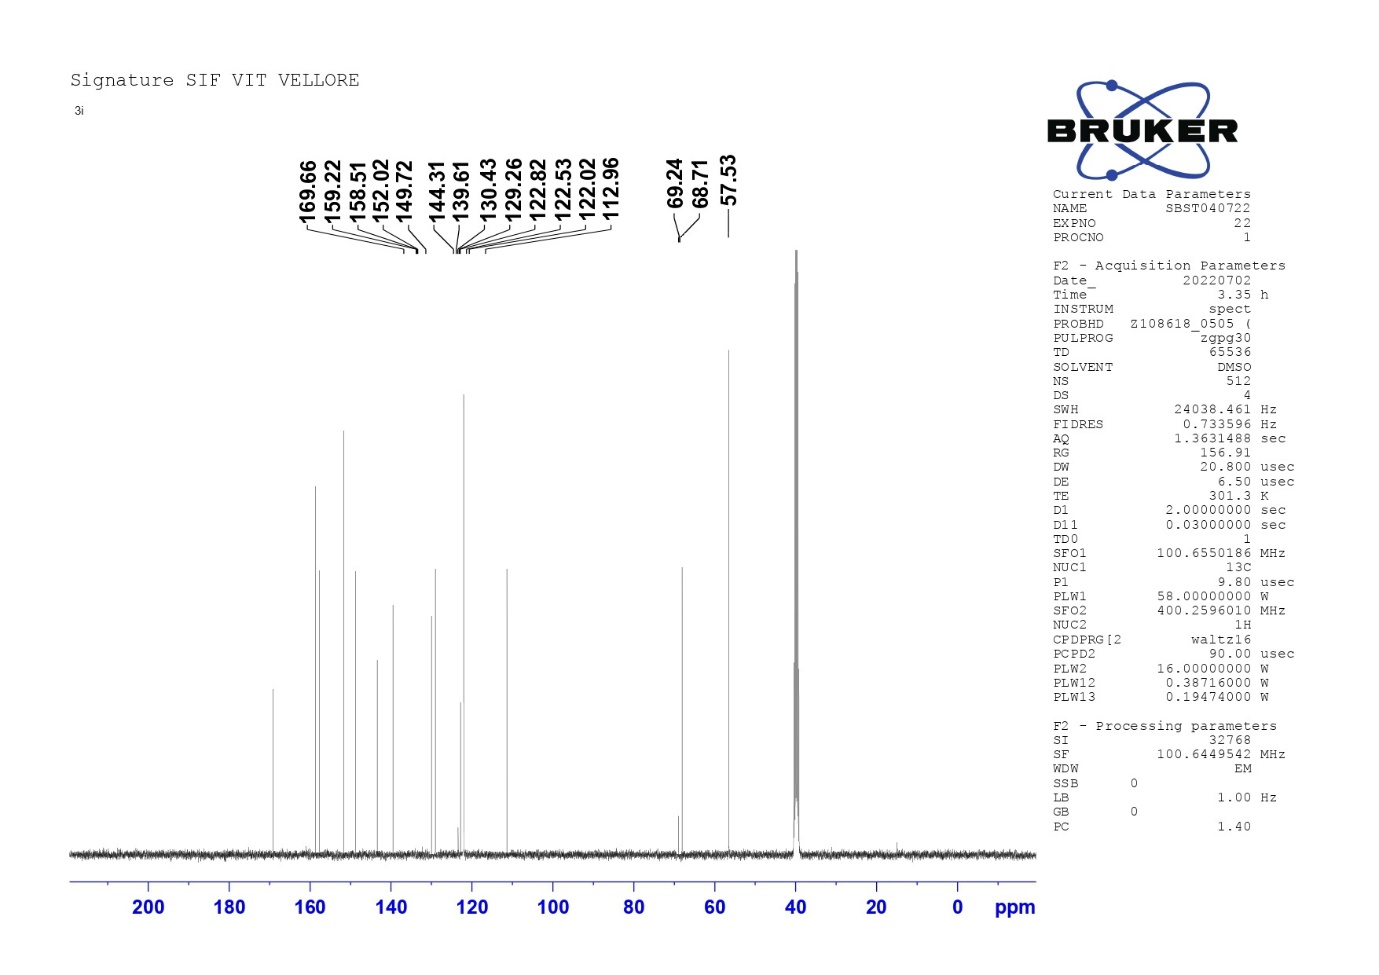 Signature SIF VIT VELLORE
3i
169.66
159.22
158.51
152.02
149.72
144.31
139.61
130.43
129.26
122.82
122.53
122.02
112.96
69.24
68.71
57.53
BRUKER
Current Data Parameters
NAME SBST040722
EXPNO 22
PROCNO 1
F2 - Acquisition Parameters
Date_ 20220702
Time 3.35 h
INSTRUM spect
PROBHD Z108618_0505 (
PULPROG zgpg30
TD 65536
SOLVENT DMSO
NS 512
DS 4
SWH 24038.461 Hz
FIDRES 0.733596 Hz
AQ 1.3631488 sec
RG 156.91
DW 20.800 usec
DE 6.50 usec
TE 301.3 K
D1 2.00000000 sec
D11 0.03000000 sec
TD0 1
SFO1 100.6550186 MHz
NUC1 13C
P1 9.80 usec
PLW1 58.00000000 W
SFO2 400.2596010 MHz
NUC2 1H
CPDPRG[2 waltz16
PCPD2 90.00 usec
PLW2 16.00000000 W
PLW12 0.38716000 W
PLW13 0.19474000 W
F2 - Processing parameters
SI 32768
SF 100.6449542 MHz
WDW EM
SSB 0
LB 1.00 Hz
GB 0
PC 1.40
200 180 160 140 120 100 80 60 40 20 0 ppm